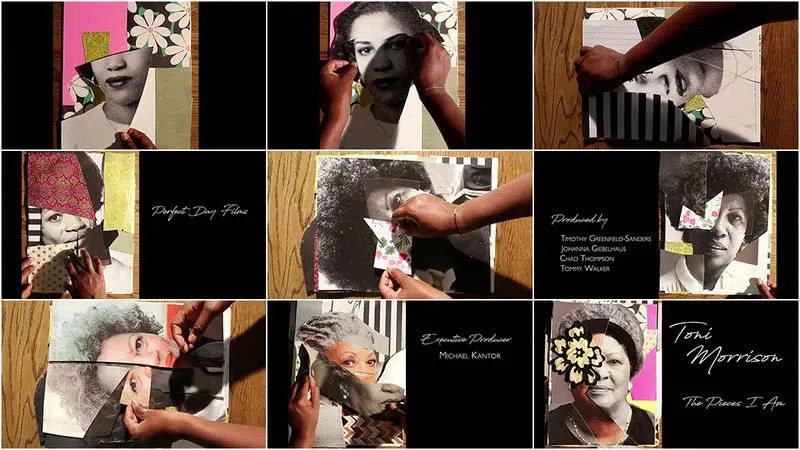 Perfect Day Films
Produced by
Timothy Greenfield-Sanders
Johanna Giebelhaus
Chad Thompson
Tommy Walker
Executive Producer
Michael Kantor
Toni
Morrison
The Pieces I Am